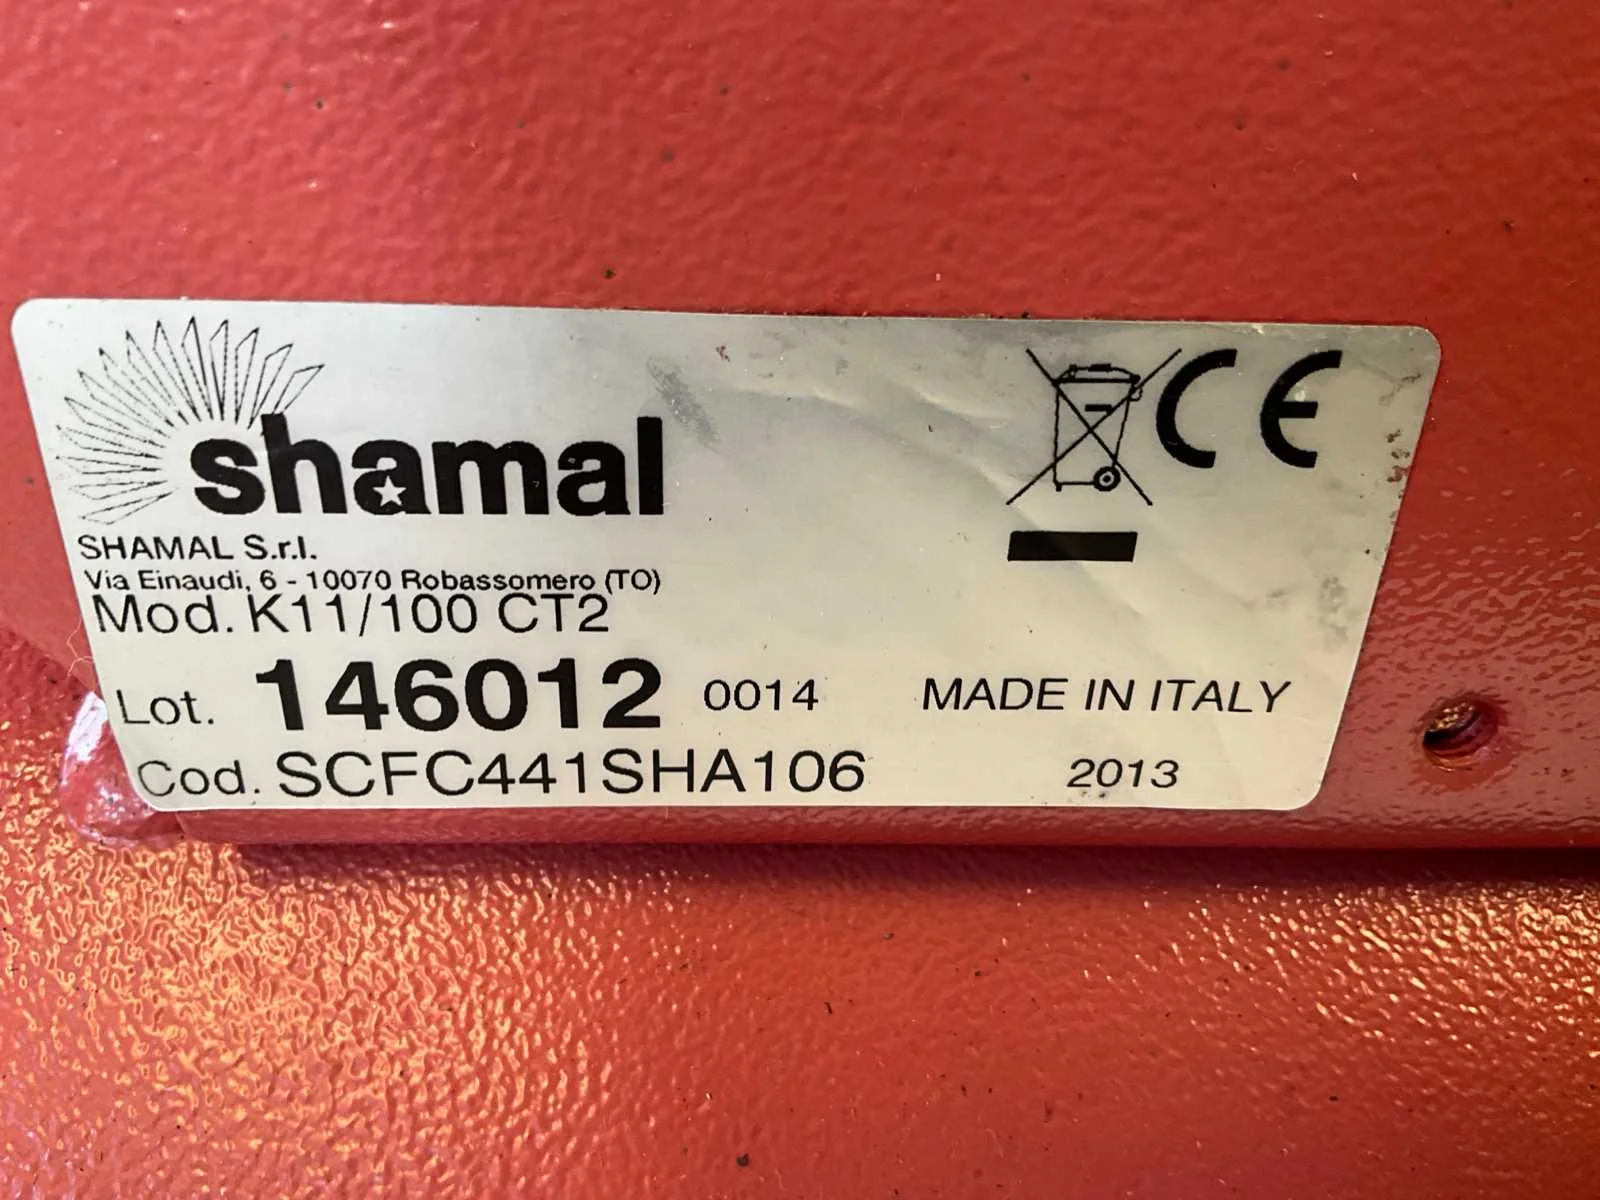 shamal
CE
SHAMAL S.r.l.
Via Einaudi, 6 - 10070 Robassomero (TO)
Mod. K11/100 CT2
Lot. 146012 0014 MADE IN ITALY
Cod. SCFC441SHA106 2013